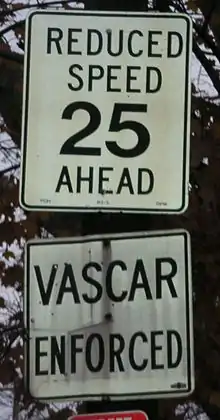 REDUCED
SPEED
25
AHEAD
VASCAR
ENFORCED